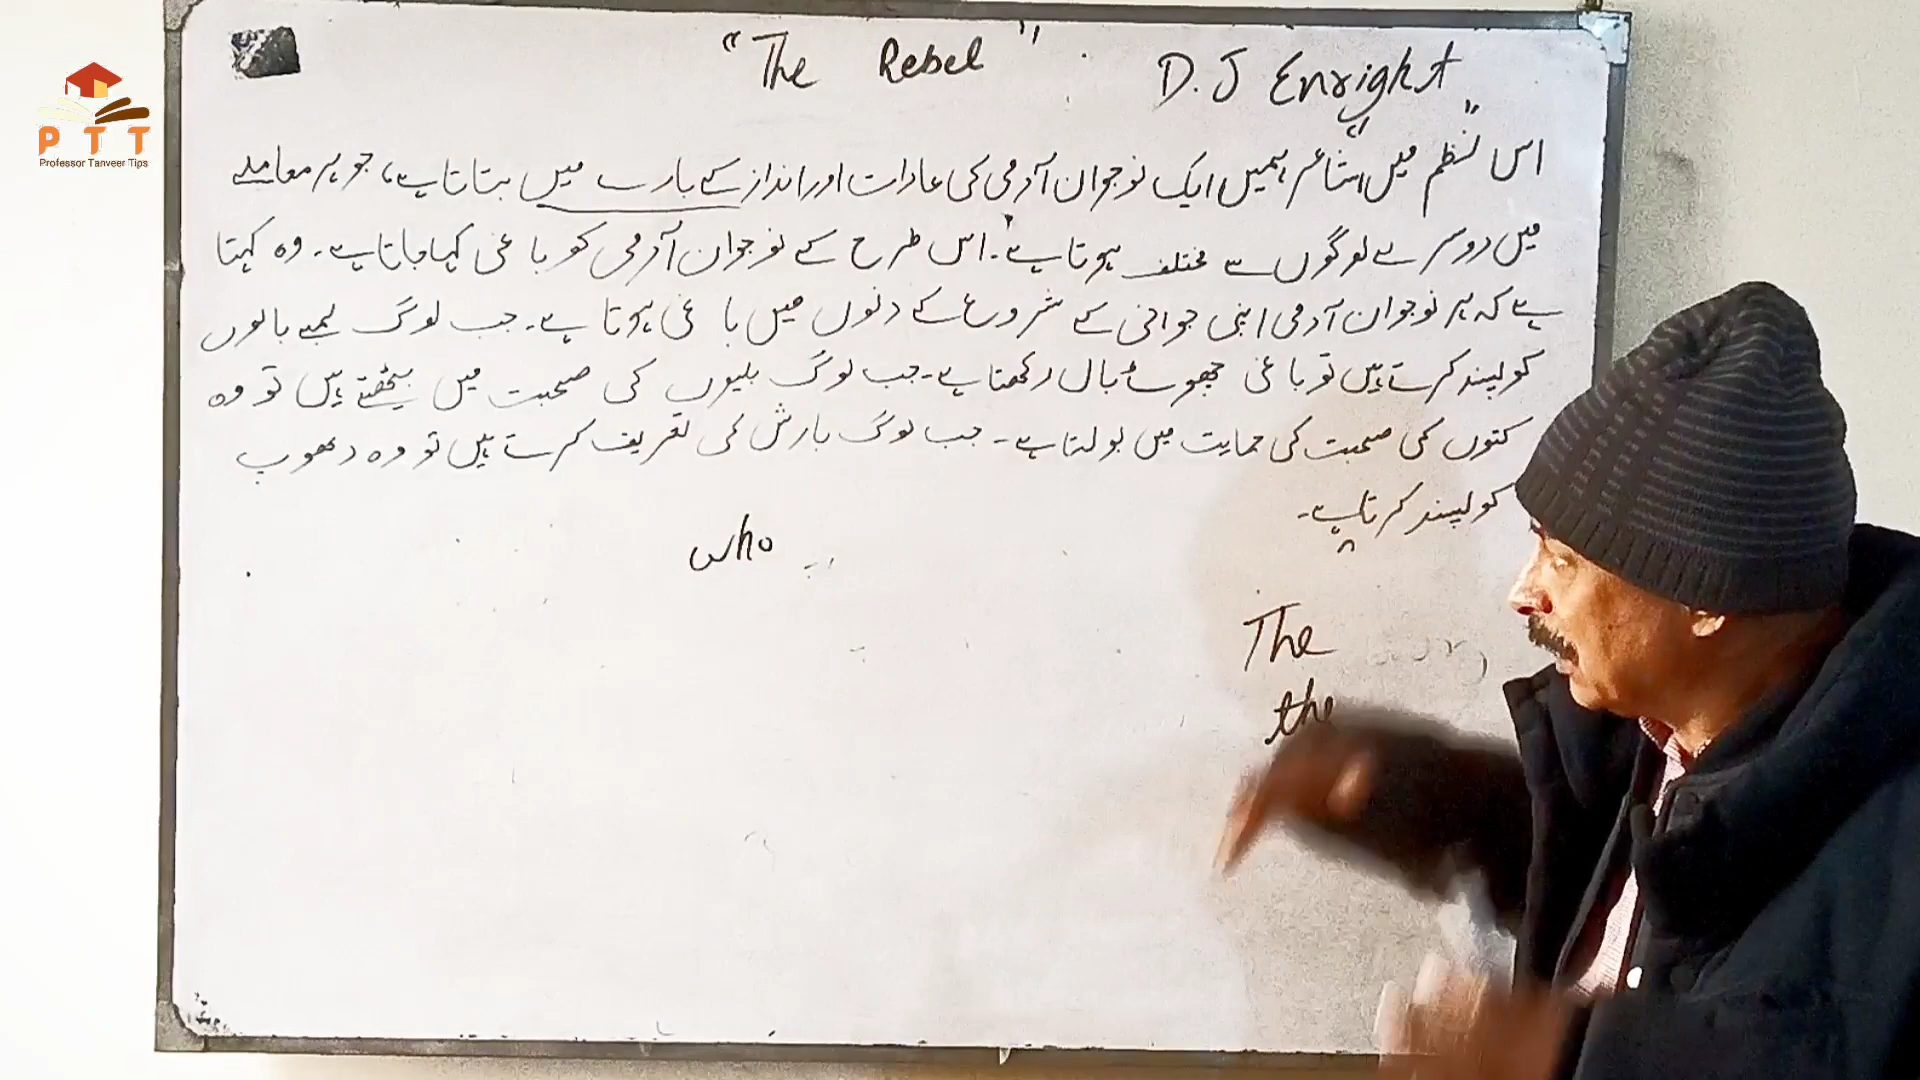 P T T
Professor Tanveer Tips
"The Rebel"
D. J Enright
اس نظم میں "شاعر" ہمیں ایک نوجوان آدمی کی عادات اور انداز کے بارے میں بتاتا ہے، جو ہر معاملے
میں دوسرے لوگوں سے مختلف ہوتا ہے۔ اس طرح کے نوجوان آدمی کو باغی کہا جاتا ہے۔ وہ کہتا
ہے کہ ہر نوجوان آدمی اپنی جوانی کے شروع کے دنوں میں باغی ہوتا ہے۔ جب لوگ لمبے بالوں
کو پسند کرتے ہیں تو باغی چھوٹے بال رکھتا ہے۔ جب لوگ بلیوں کی صحبت میں بیٹھتے ہیں تو وہ
کتوں کی صحبت کی حمایت میں بولتا ہے۔ جب لوگ بارش کی تعریف کرتے ہیں تو وہ دھوپ
کو پسند کرتا ہے۔
who
The
the